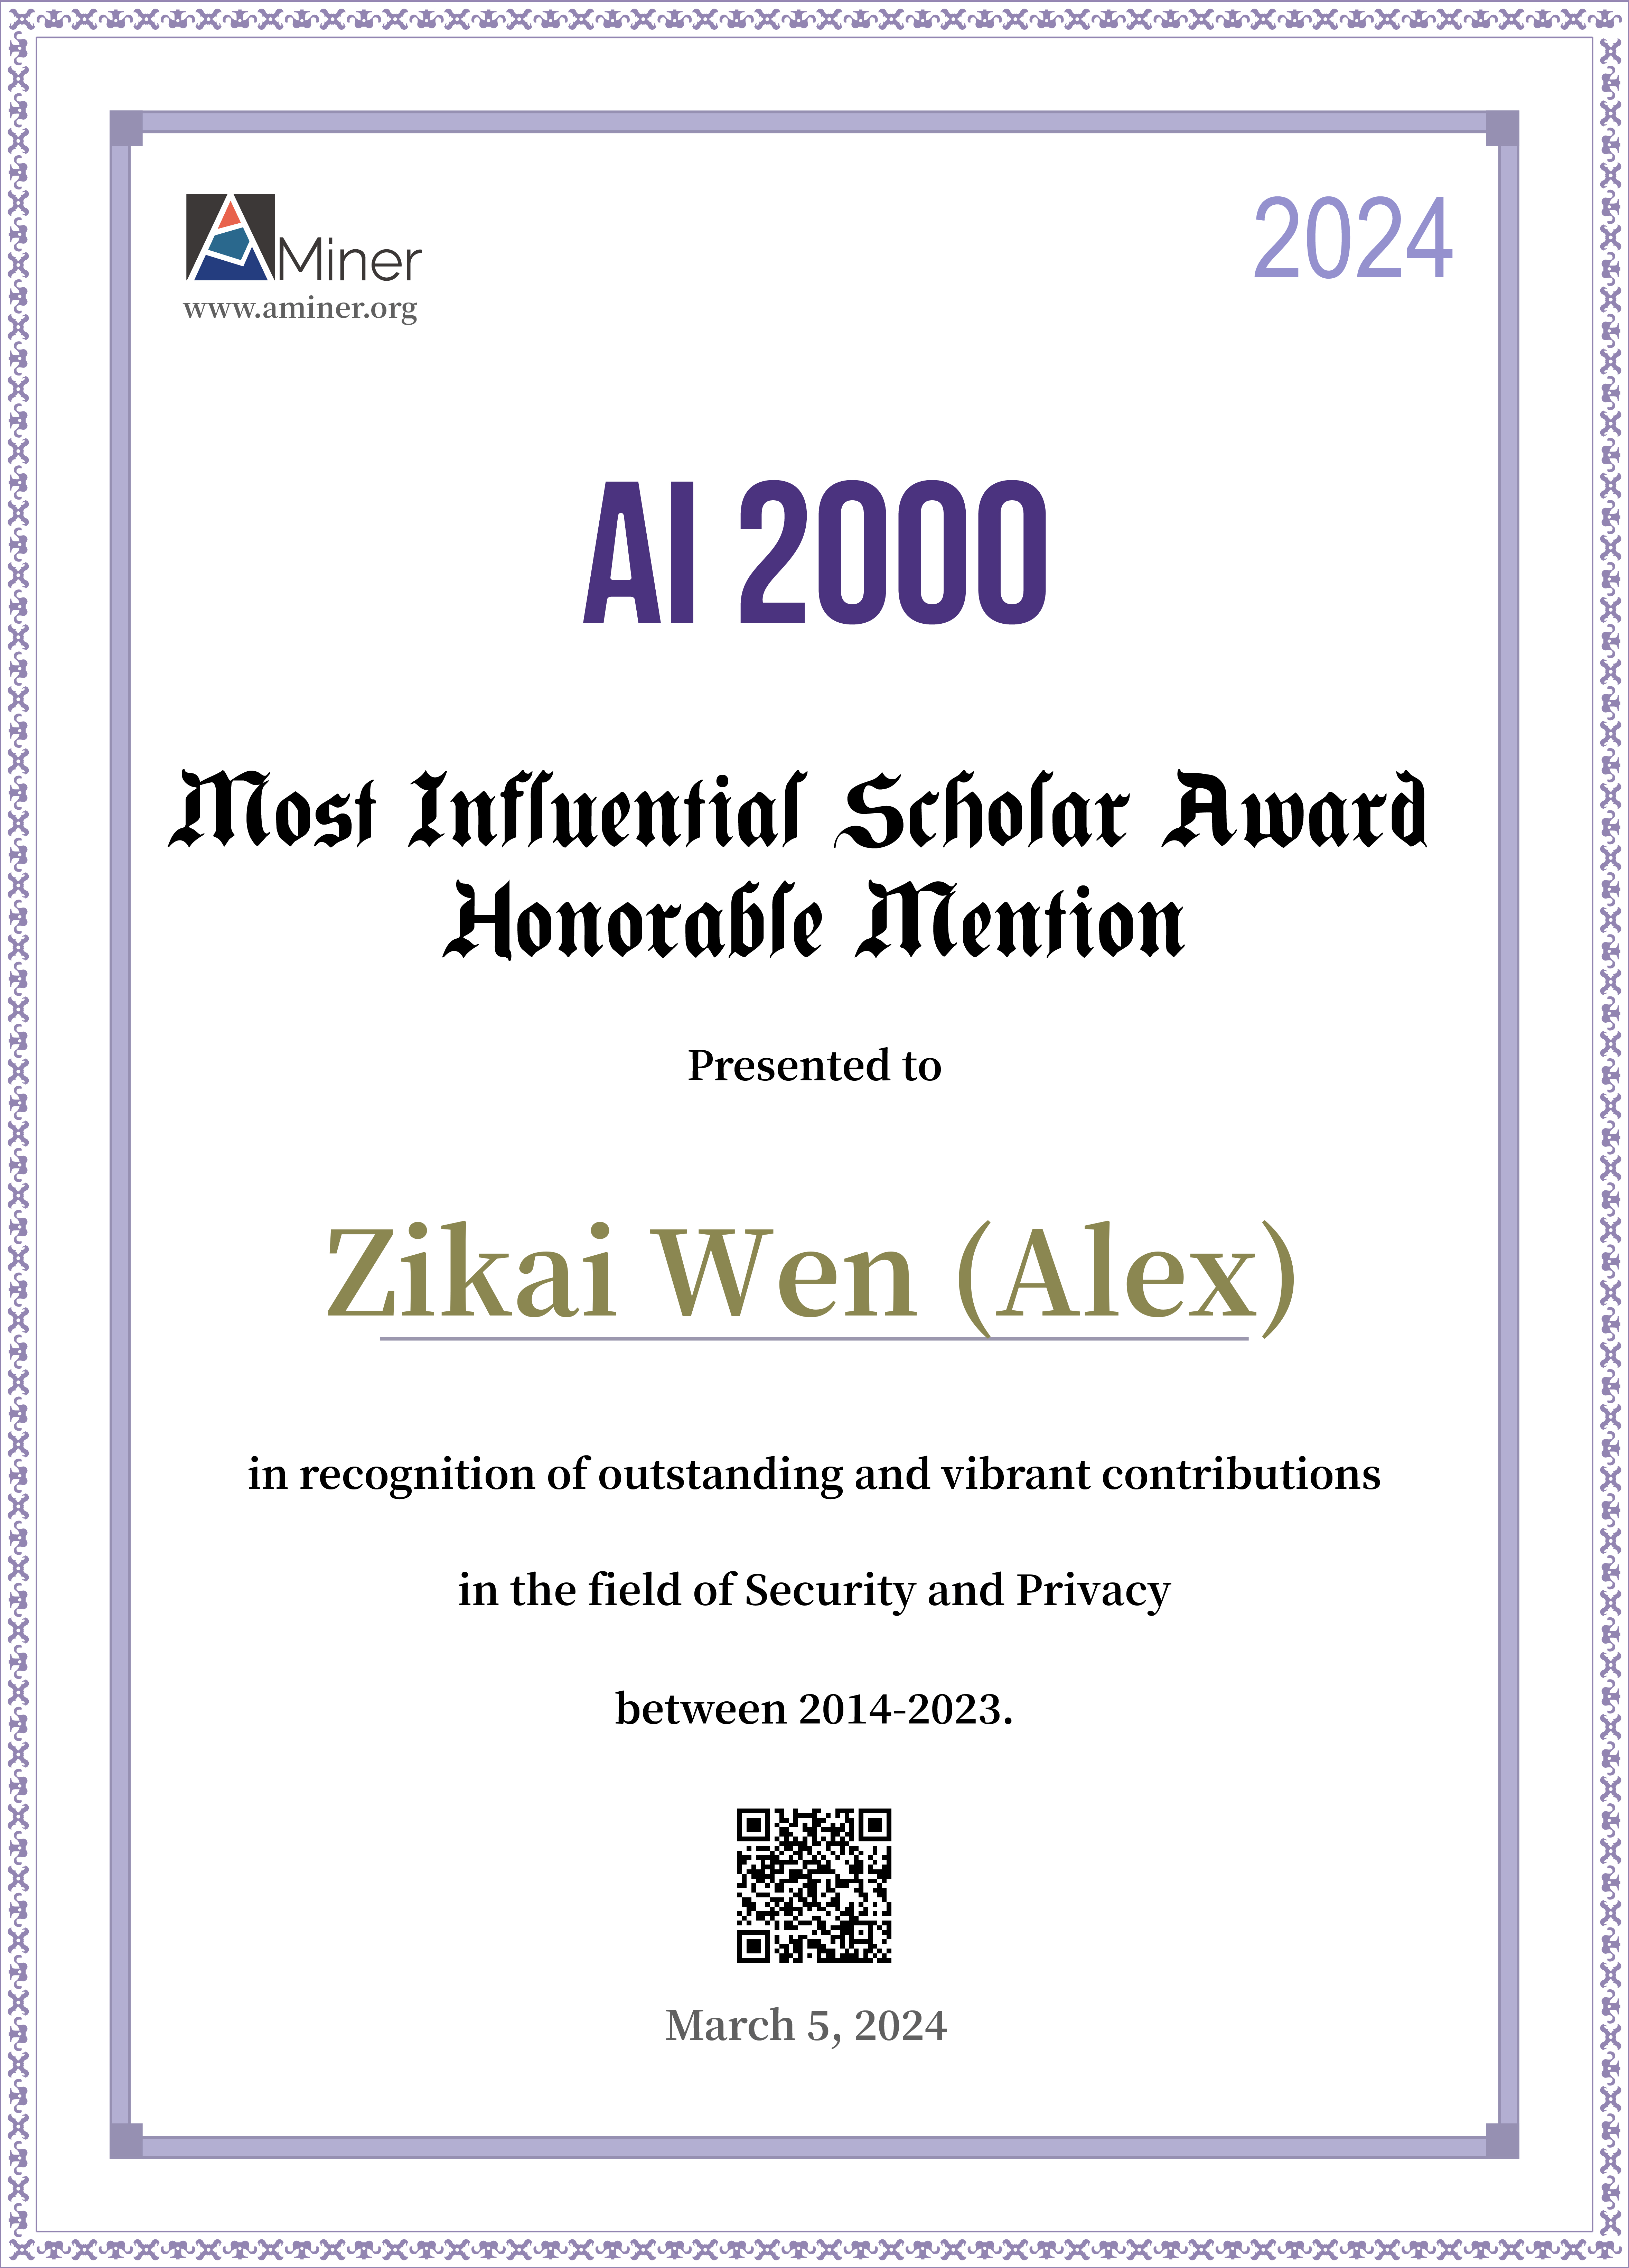 AMiner
www.aminer.org
2024
AI 2000
Most Influential Scholar Award
Honorable Mention
Presented to
Zikai Wen (Alex)
in recognition of outstanding and vibrant contributions
in the field of Security and Privacy
between 2014-2023.
March 5, 2024